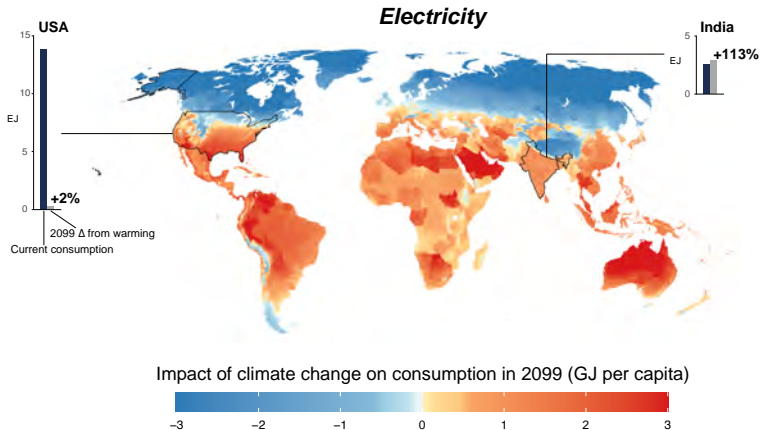 Electricity
USA
15
10
EJ
5
0
+2%
2099 Δ from warming
Current consumption
India
5
EJ
0
+113%
Impact of climate change on consumption in 2099 (GJ per capita)
−3 −2 −1 0 1 2 3